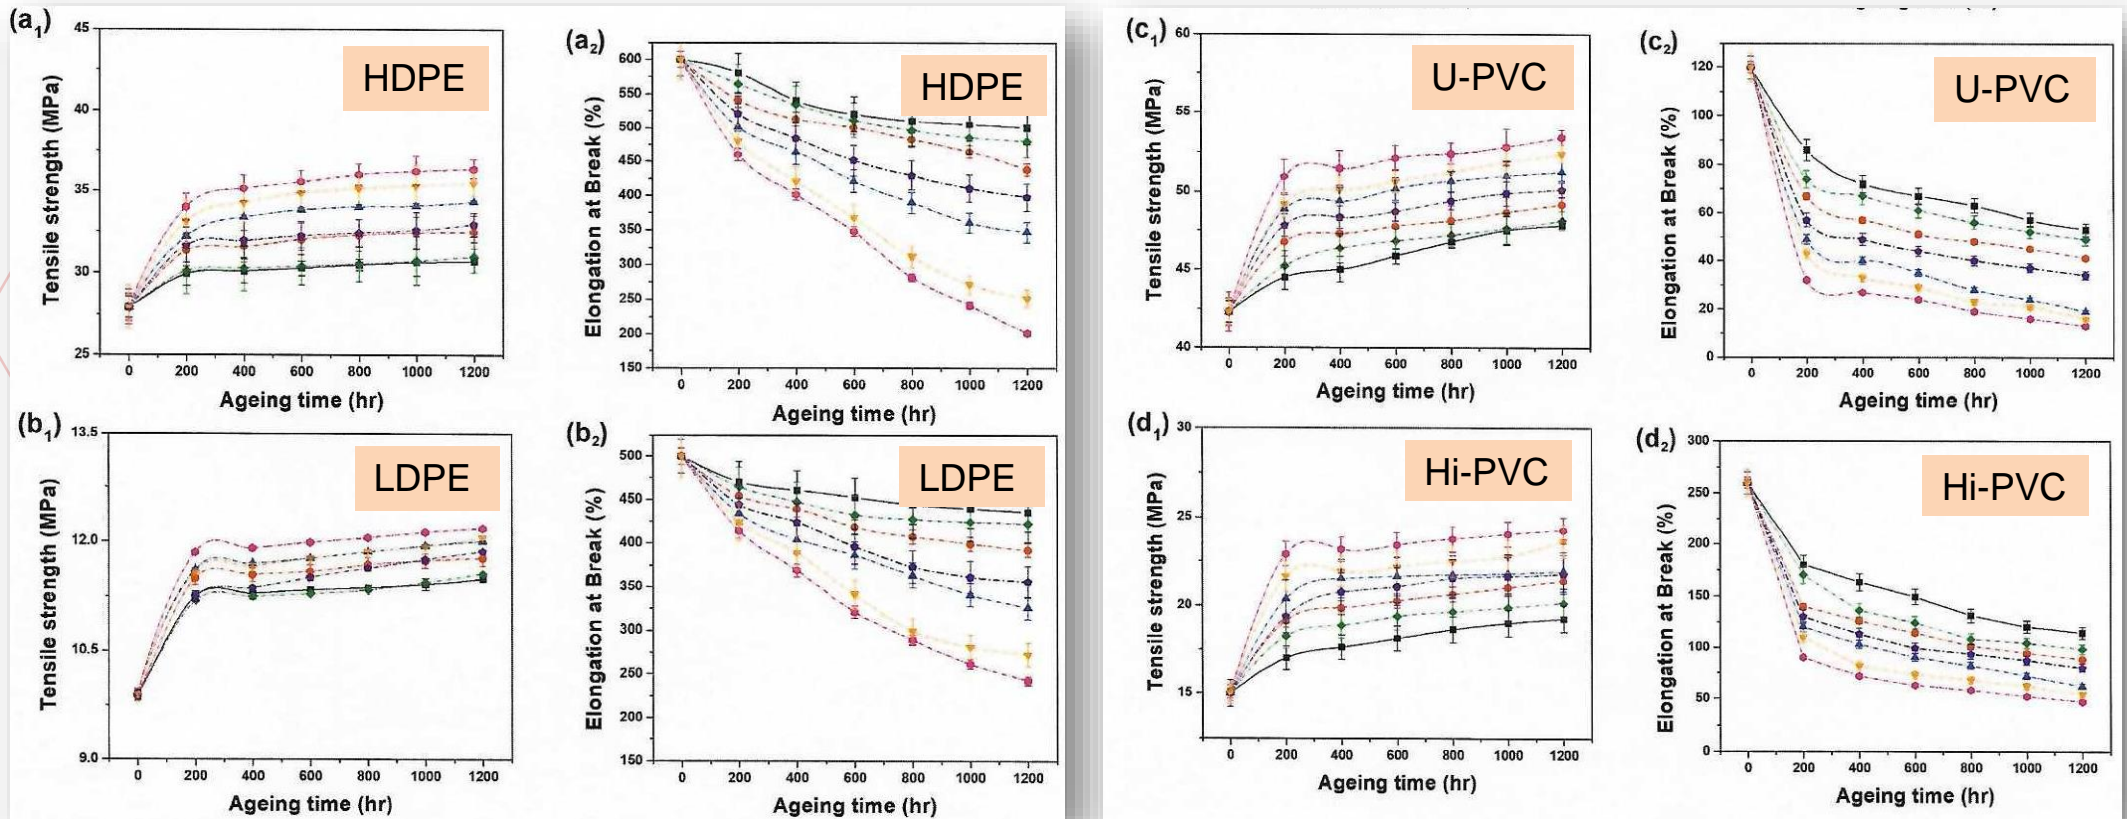 (a1)
HDPE
Tensile strength (MPa)
45
40
35
30
25
0 200 400 600 800 1000 1200
Ageing time (hr)
(a2)
HDPE
Elongation at Break (%)
600
550
500
450
400
350
300
250
200
150
0 200 400 600 800 1000 1200
Ageing time (hr)
(b1)
LDPE
Tensile strength (MPa)
13.5
12.0
10.5
9.0
0 200 400 600 800 1000 1200
Ageing time (hr)
(b2)
LDPE
Elongation at Break (%)
500
450
400
350
300
250
200
150
0 200 400 600 800 1000 1200
Ageing time (hr)
(c1)
U-PVC
Tensile strength (MPa)
60
55
50
45
40
0 200 400 600 800 1000 1200
Ageing time (hr)
(c2)
U-PVC
Elongation at Break (%)
120
100
80
60
40
20
0
0 200 400 600 800 1000 1200
Ageing time (hr)
(d1)
Hi-PVC
Tensile strength (MPa)
30
25
20
15
0 200 400 600 800 1000 1200
Ageing time (hr)
(d2)
Hi-PVC
Elongation at Break (%)
300
250
200
150
100
50
0
0 200 400 600 800 1000 1200
Ageing time (hr)